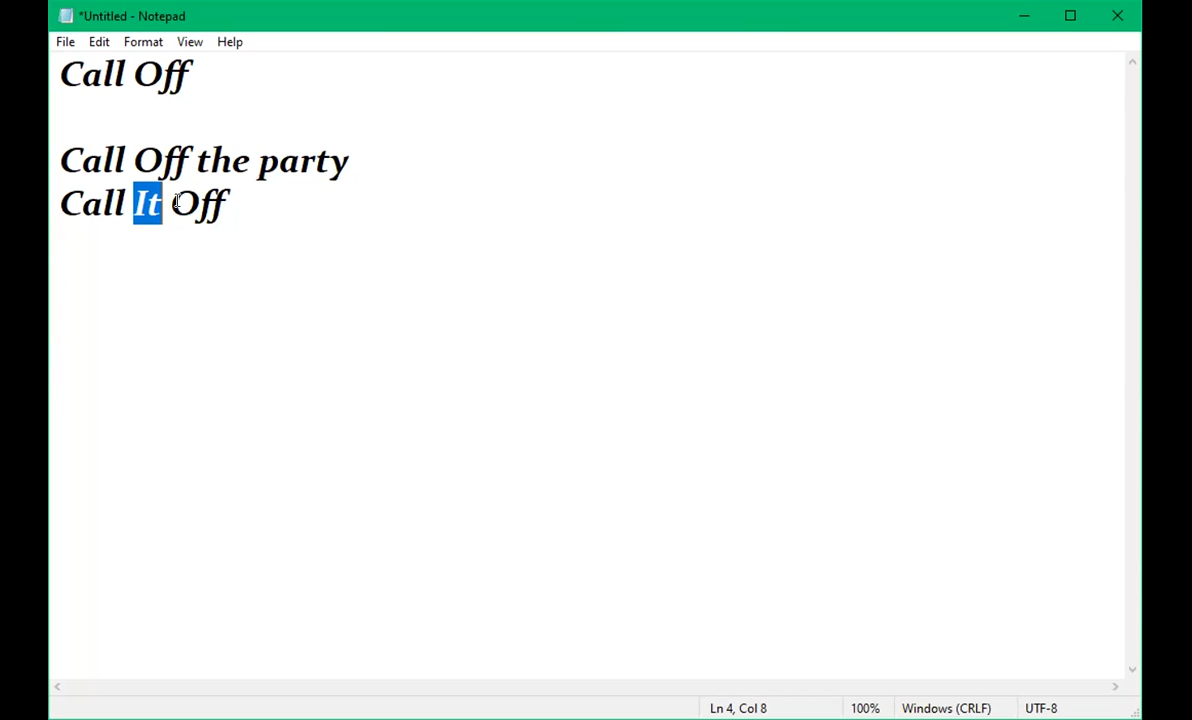 *Untitled - Notepad
File Edit Format View Help
Call Off
Call Off the party
Call It Off
Ln 4, Col 8 100% Windows (CRLF) UTF-8